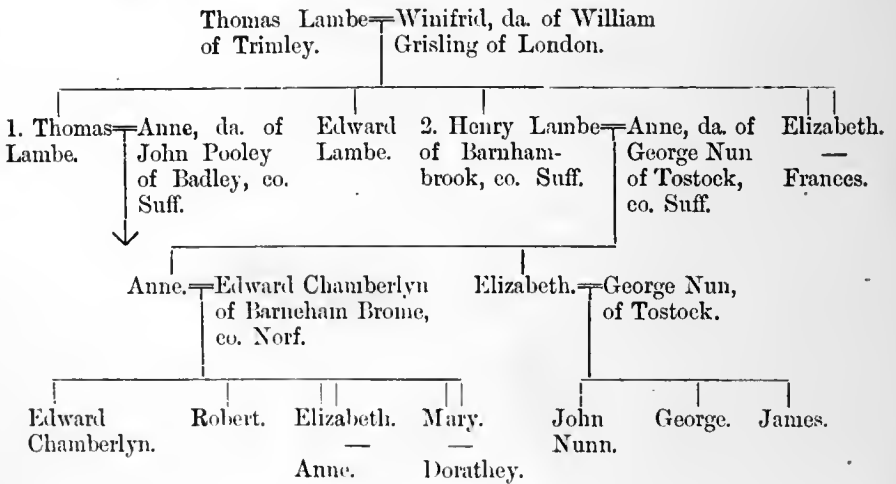 Thomas Lambe Winifrid, da. of William
of Trimley. Grisling of London.
1. Thomas Anne, da. of Edward 2. Henry Lambe Anne, da. of Elizabeth.
Lambe. John Pooley Lambe. of Barnham- George Nun —
of Badley, co. brook, co. Suff. of Tostock, Frances.
Suff. co. Suff.
Anne. Edward Chamberlyn Elizabeth. George Nun,
of Barneham Brome, of Tostock.
co. Norf.
Edward Robert. Elizabeth. Mary. John George. James.
Chamberlyn. — — Nunn.
Anne. Dorathey.